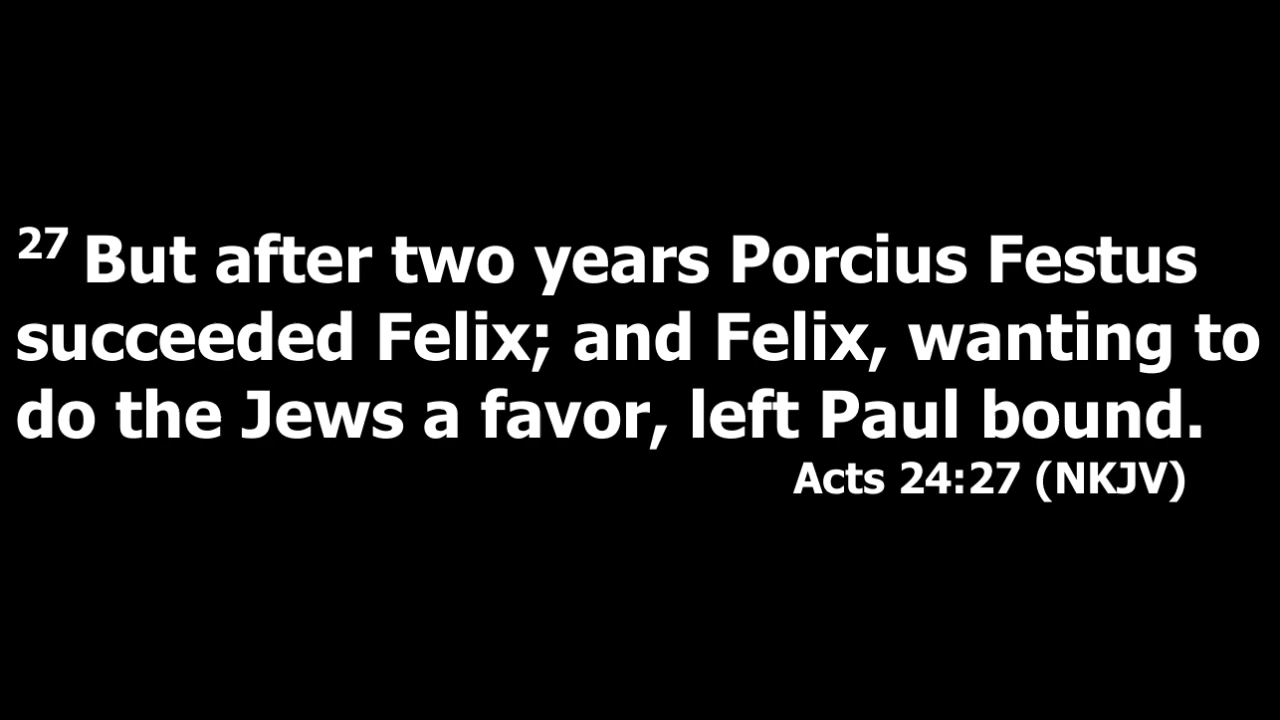 27 But after two years Porcius Festus
succeeded Felix; and Felix, wanting to
do the Jews a favor, left Paul bound.
Acts 24:27 (NKJV)